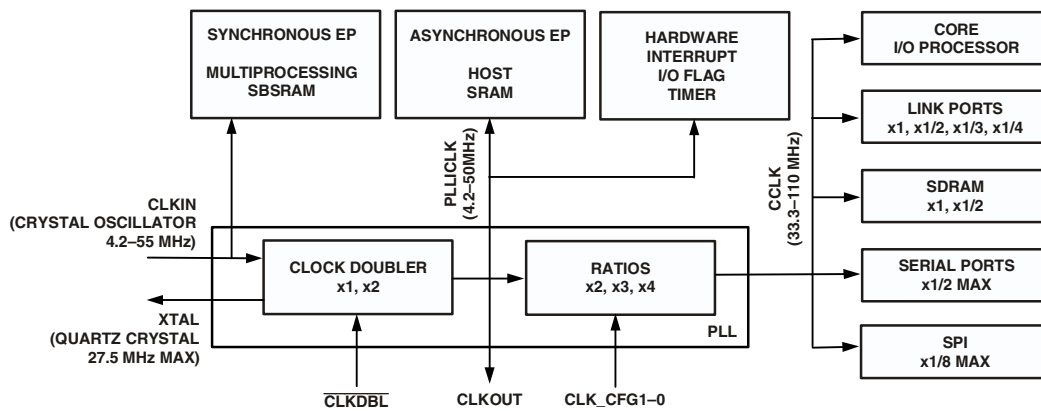 SYNCHRONOUS EP
MULTIPROCESSING
SBSRAM
ASYNCHRONOUS EP
HOST
SRAM
HARDWARE
INTERRUPT
I/O FLAG
TIMER
CORE
I/O PROCESSOR
LINK PORTS
x1, x1/2, x1/3, x1/4
SDRAM
x1, x1/2
SERIAL PORTS
x1/2 MAX
SPI
x1/8 MAX
PLLICLK
(4.2–50MHz)
CCLK
(33.3–110 MHz)
CLKIN
(CRYSTAL OSCILLATOR
4.2–55 MHz)
CLOCK DOUBLER
x1, x2
RATIOS
x2, x3, x4
PLL
XTAL
(QUARTZ CRYSTAL
27.5 MHz MAX)
CLKDBL
CLKOUT
CLK_CFG1–0